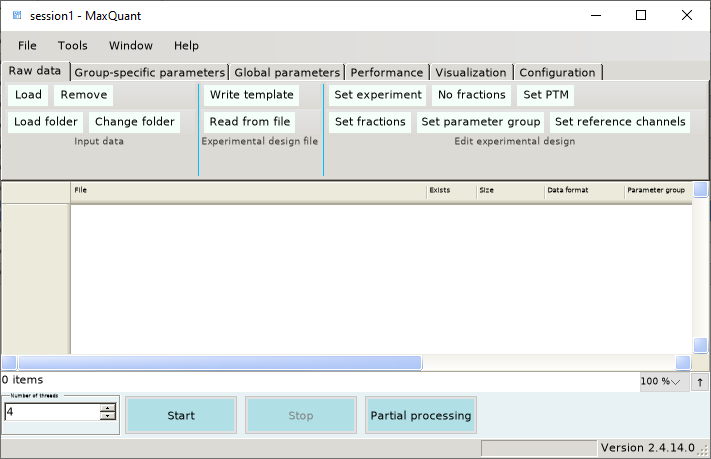 session1 - MaxQuant
File Tools Window Help
Raw data Group-specific parameters Global parameters Performance Visualization Configuration
Load Remove Write template Set experiment No fractions Set PTM
Load folder Change folder Read from file Set fractions Set parameter group Set reference channels
Input data Experimental design file Edit experimental design
File Exists Size Data format Parameter group
0 items 100 % ↑
Number of threads
4 Start Stop Partial processing
Version 2.4.14.0